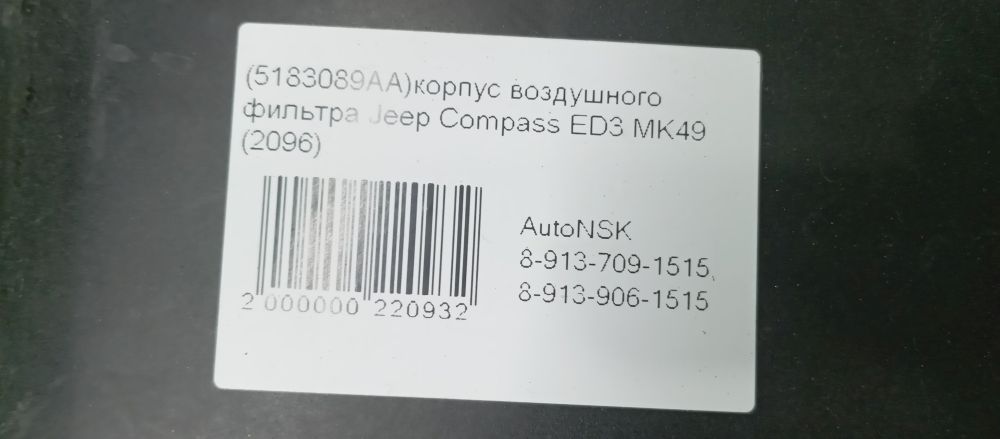 (5183089AA)корпус воздушного
фильтра Jeep Compass ED3 MK49
(2096)
2 000000 220932
AutoNSK
8-913-709-1515,
8-913-906-1515